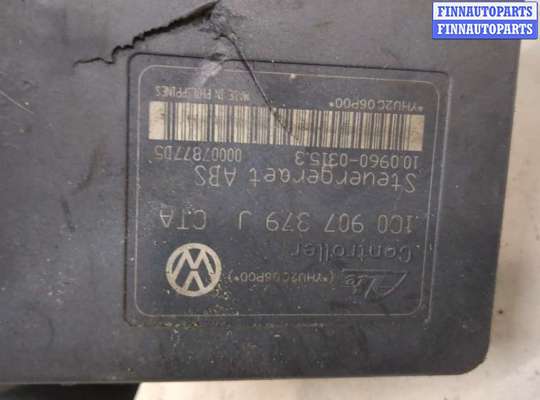 FINNAUTOPARTS
FINNAUTOPARTS
Ate (*YHU2C06P00*)
Controller
1C0 907 379 J CTA
Steuergeraet ABS
10.0960-0315.3 00007877D5
*YHU2C06P00* MADE IN PHILIPPINES